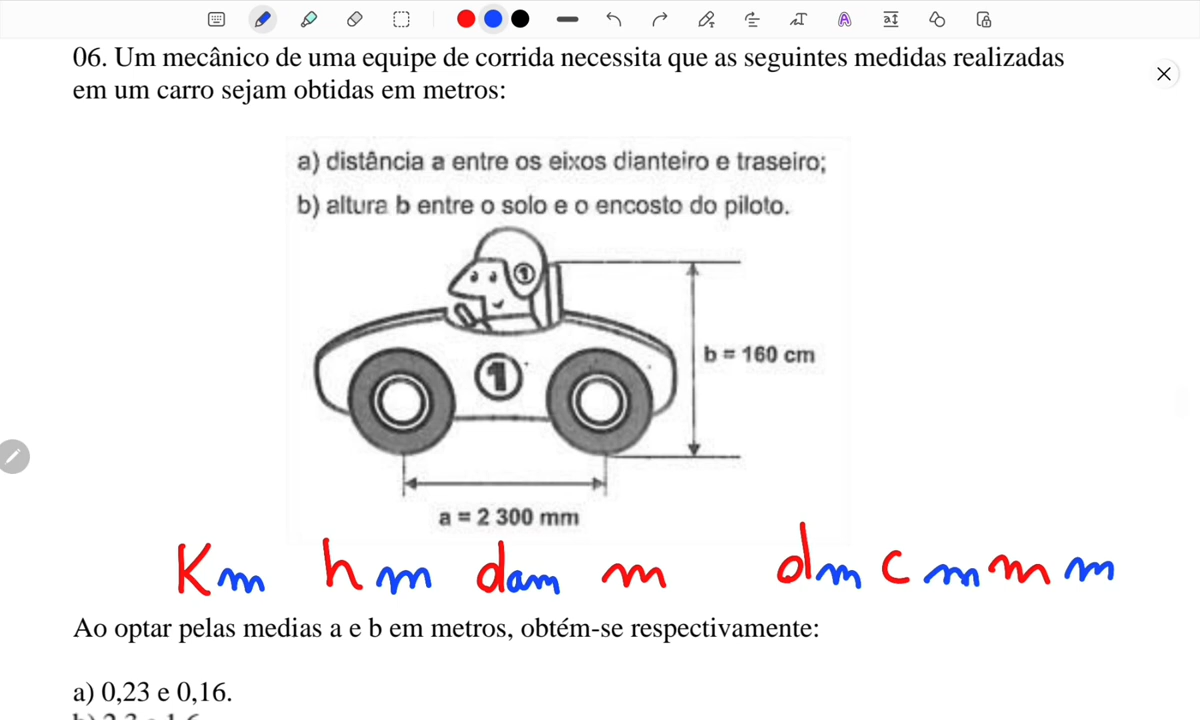 06. Um mecânico de uma equipe de corrida necessita que as seguintes medidas realizadas
em um carro sejam obtidas em metros:
a) distância a entre os eixos dianteiro e traseiro;
b) altura b entre o solo e o encosto do piloto.
1
b = 160 cm
1
a = 2 300 mm
Km hm dam m dm cm mm
Ao optar pelas medias a e b em metros, obtém-se respectivamente:
a) 0,23 e 0,16.